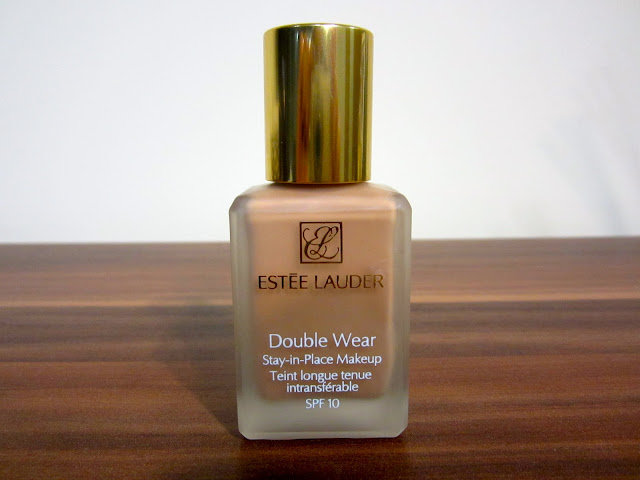 EL
ESTĒE LAUDER
Double Wear
Stay-in-Place Makeup
Teint longue tenue
intransférable
SPF 10